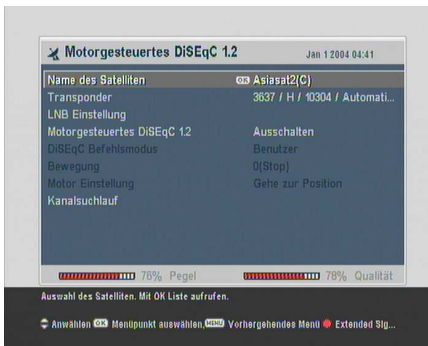 Motorgesteuertes DiSEqC 1.2 Jan 1 2004 04:41
Name des Satelliten OK Asiasat2(C)
Transponder 3637 / H / 10304 / Automati...
LNB Einstellung
Motorgesteuertes DiSEqC 1.2 Ausschalten
DiSEqC Befehlsmodus Benutzer
Bewegung 0(Stop)
Motor Einstellung Gehe zur Position
Kanalsuchlauf
76% Pegel 78% Qualität
Auswahl des Satelliten. Mit OK Liste aufrufen.
Anwählen OK Menüpunkt auswählen, MENU Vorhergehendes Menü Extended Sig...